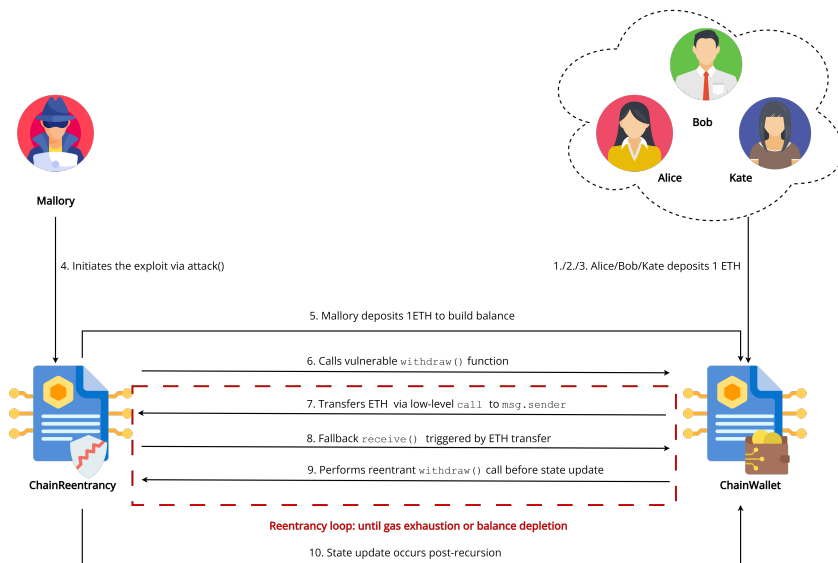 Bob
Alice
Kate
Mallory
4. Initiates the exploit via attack()
1./2./3. Alice/Bob/Kate deposits 1 ETH
5. Mallory deposits 1ETH to build balance
6. Calls vulnerable withdraw() function
7. Transfers ETH via low-level call to msg.sender
8. Fallback receive() triggered by ETH transfer
9. Performs reentrant withdraw() call before state update
ChainReentrancy
ChainWallet
Reentrancy loop: until gas exhaustion or balance depletion
10. State update occurs post-recursion